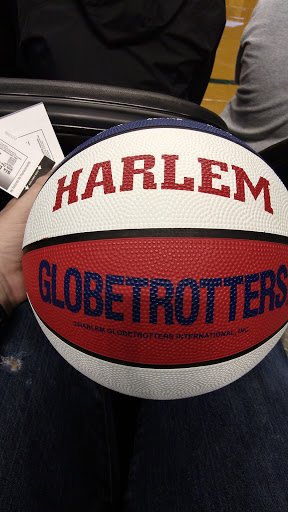 HARLEM
GLOBETROTTERS
©HARLEM GLOBETROTTERS INTERNATIONAL, INC.